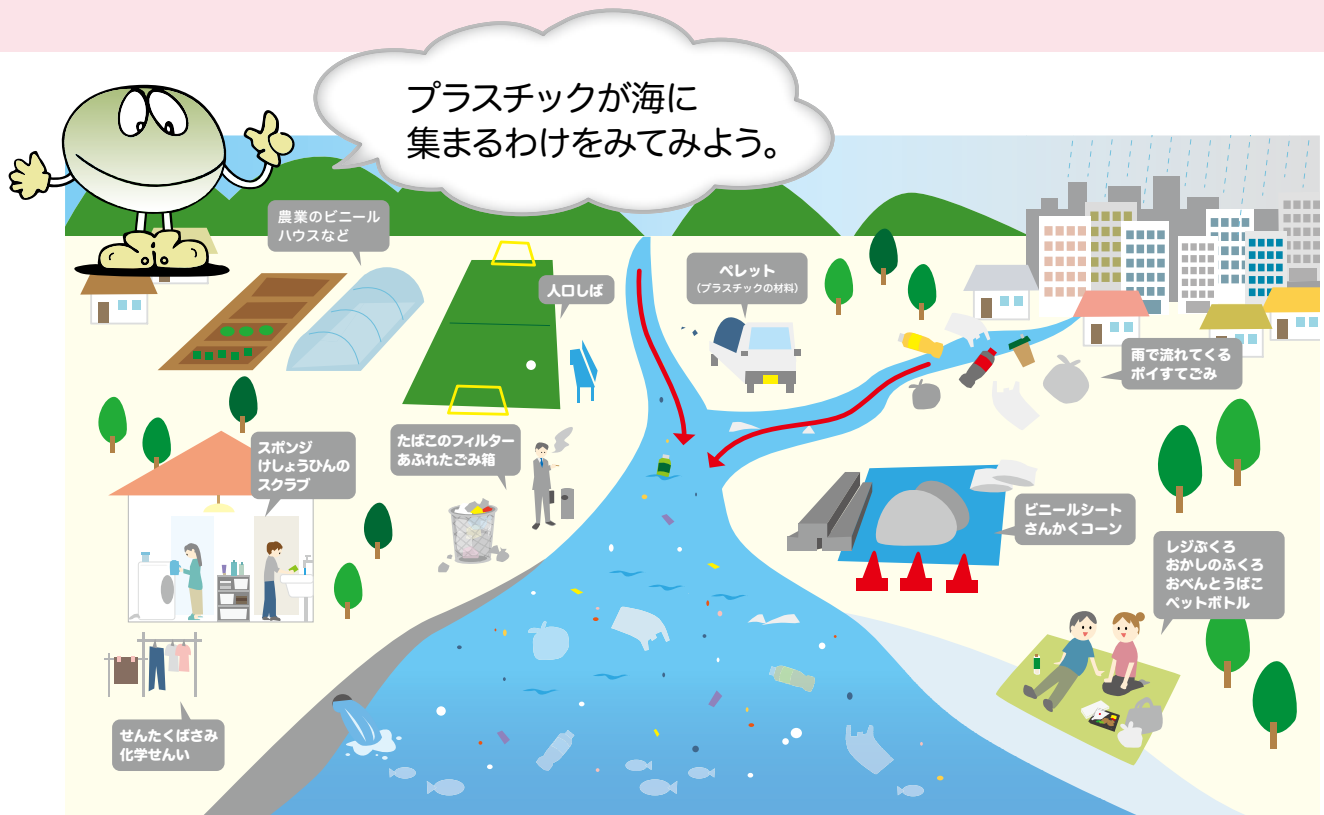 プラスチックが海に
集まるわけをみてみよう。
農業のビニール
ハウスなど
人口しば
ペレット
(プラスチックの材料)
雨で流れてくる
ポイすてごみ
たばこのフィルター
あふれたごみ箱
スポンジ
けしょうひんの
スクラブ
ビニールシート
さんかくコーン
レジぶくろ
おかしのふくろ
おべんとうばこ
ペットボトル
せんたくばさみ
化学せんい